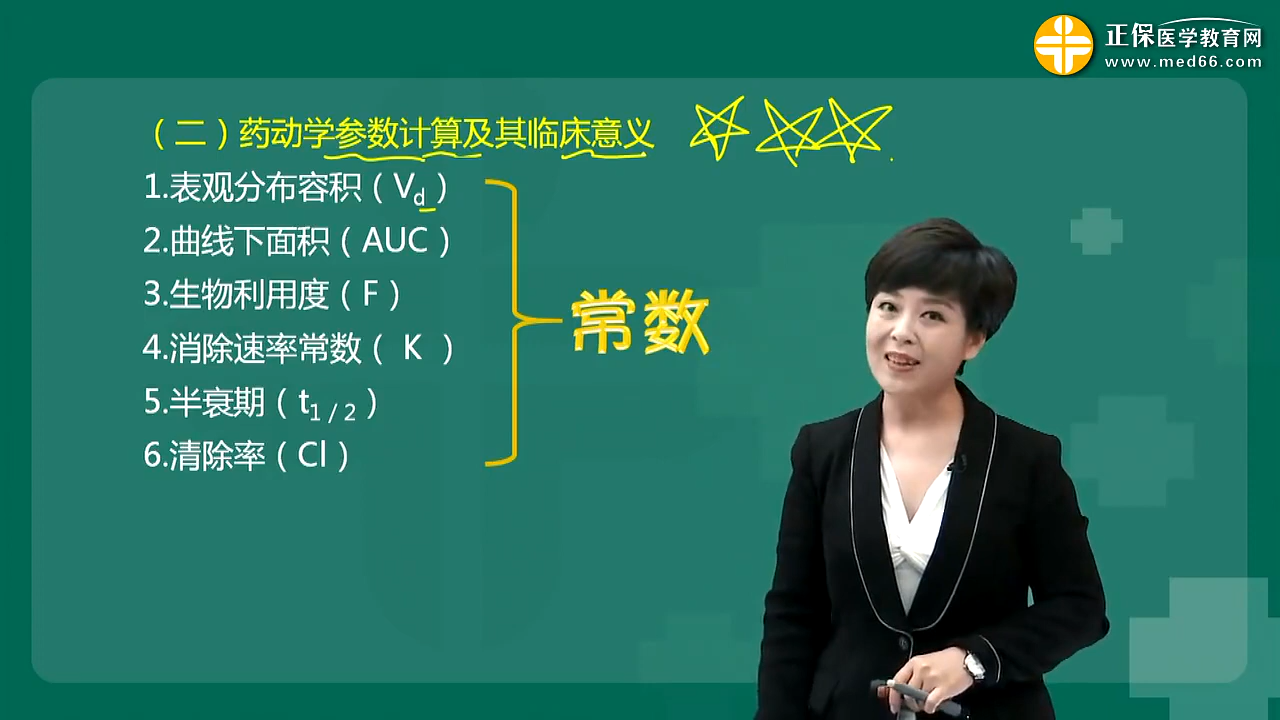 正保医学教育网
www.med66.com
（二）药动学参数计算及其临床意义
1.表观分布容积（Vd）
2.曲线下面积（AUC）
3.生物利用度（F）
4.消除速率常数（ K ）
5.半衰期（t1/2）
6.清除率（Cl）
常数